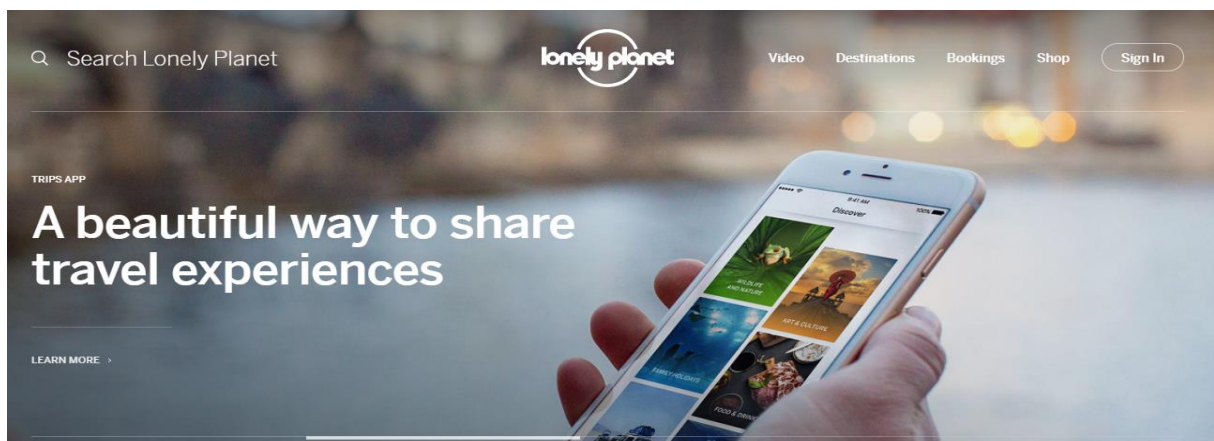 Search Lonely Planet
lonely planet
Video Destinations Bookings Shop Sign In
TRIPS APP
A beautiful way to share
travel experiences
LEARN MORE >
9:41 AM
100%
Discover
WILDLIFE
AND NATURE
ART & CULTURE
FAMILY HOLIDAYS
FOOD & DRINK